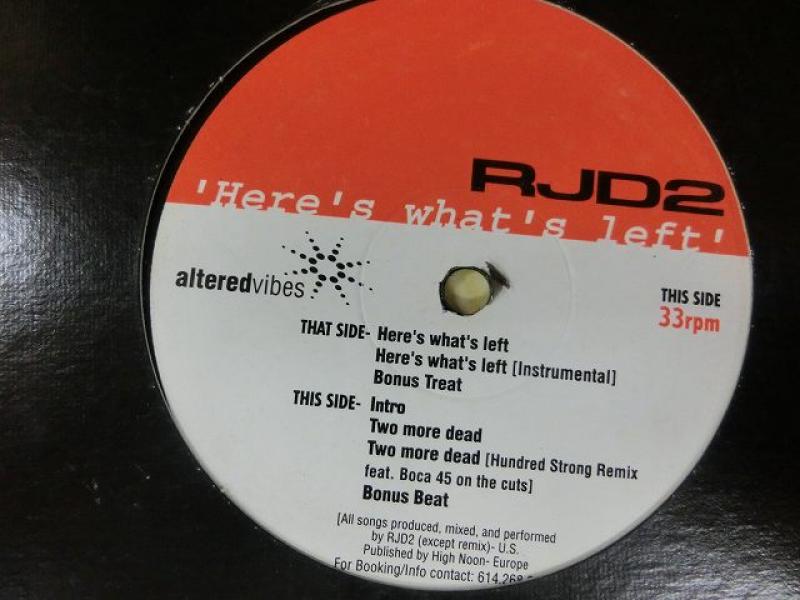 RJD2
'Here's what's left'
alteredvibes
THIS SIDE
33rpm
THAT SIDE- Here's what's left
Here's what's left [Instrumental]
Bonus Treat
THIS SIDE- Intro
Two more dead
Two more dead [Hundred Strong Remix
feat. Boca 45 on the cuts]
Bonus Beat
[All songs produced, mixed, and performed
by RJD2 (except remix)- U.S.
Published by High Noon- Europe
For Booking/Info contact: 614.268